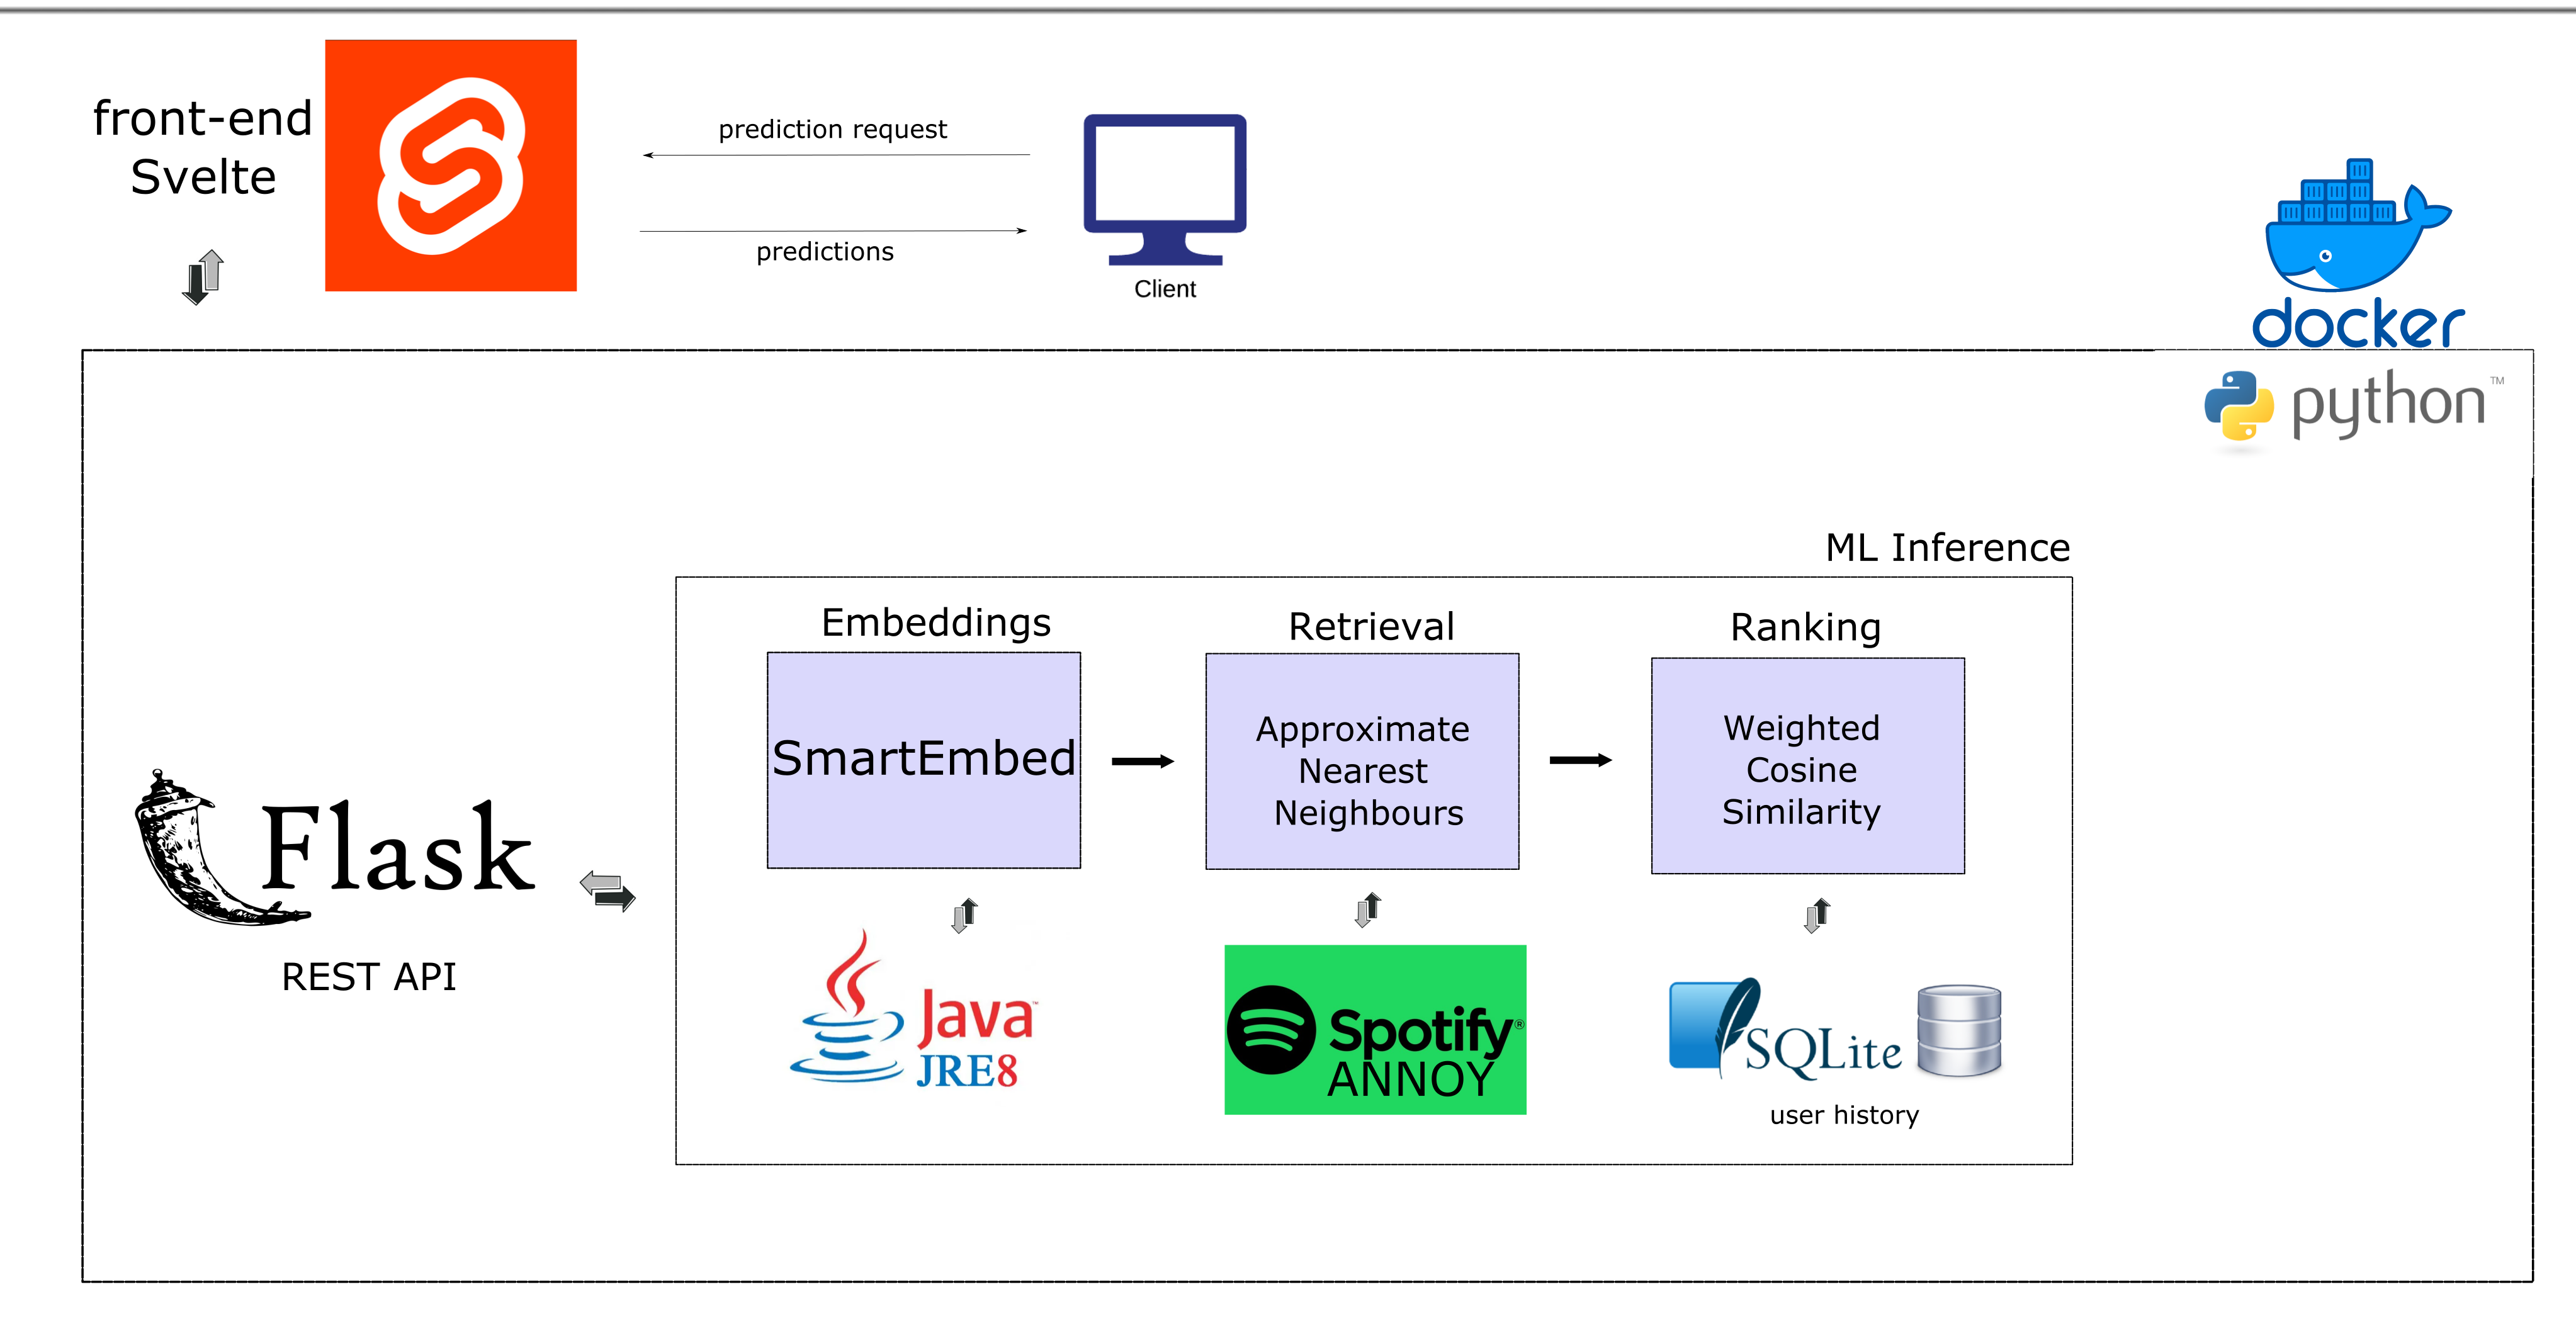 front-end
Svelte
prediction request
predictions
Client
docker
python™
ML Inference
Embeddings
Retrieval
Ranking
SmartEmbed
Approximate
Nearest
Neighbours
Weighted
Cosine
Similarity
Flask
REST API
Java™
JRE8
Spotify®
ANNOY
SQLite
user history